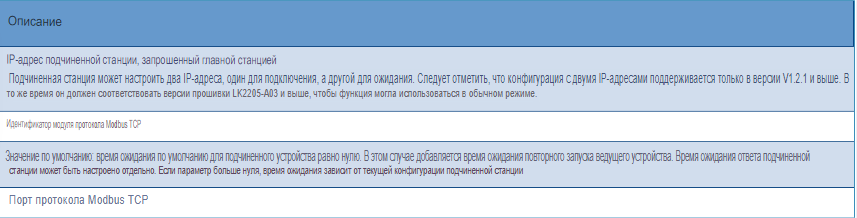 Описание
IP-адрес подчиненной станции, запрошенный главной станцией
Подчиненная станция может настроить два IP-адреса, один для подключения, а другой для ожидания. Следует отметить, что конфигурация с двумя IP-адресами поддерживается только в версии V1.2.1 и выше. В
то же время он должен соответствовать версии прошивки LK2205-A03 и выше, чтобы функция могла использоваться в обычном режиме.
Идентификатор модуля протокола Modbus TCP
Значение по умолчанию: время ожидания по умолчанию для подчиненного устройства равно нулю. В этом случае добавляется время ожидания повторного запуска ведущего устройства. Время ожидания ответа подчиненной
станции может быть настроено отдельно. Если параметр больше нуля, время ожидания зависит от текущей конфигурации подчиненной станции
Порт протокола Modbus TCP